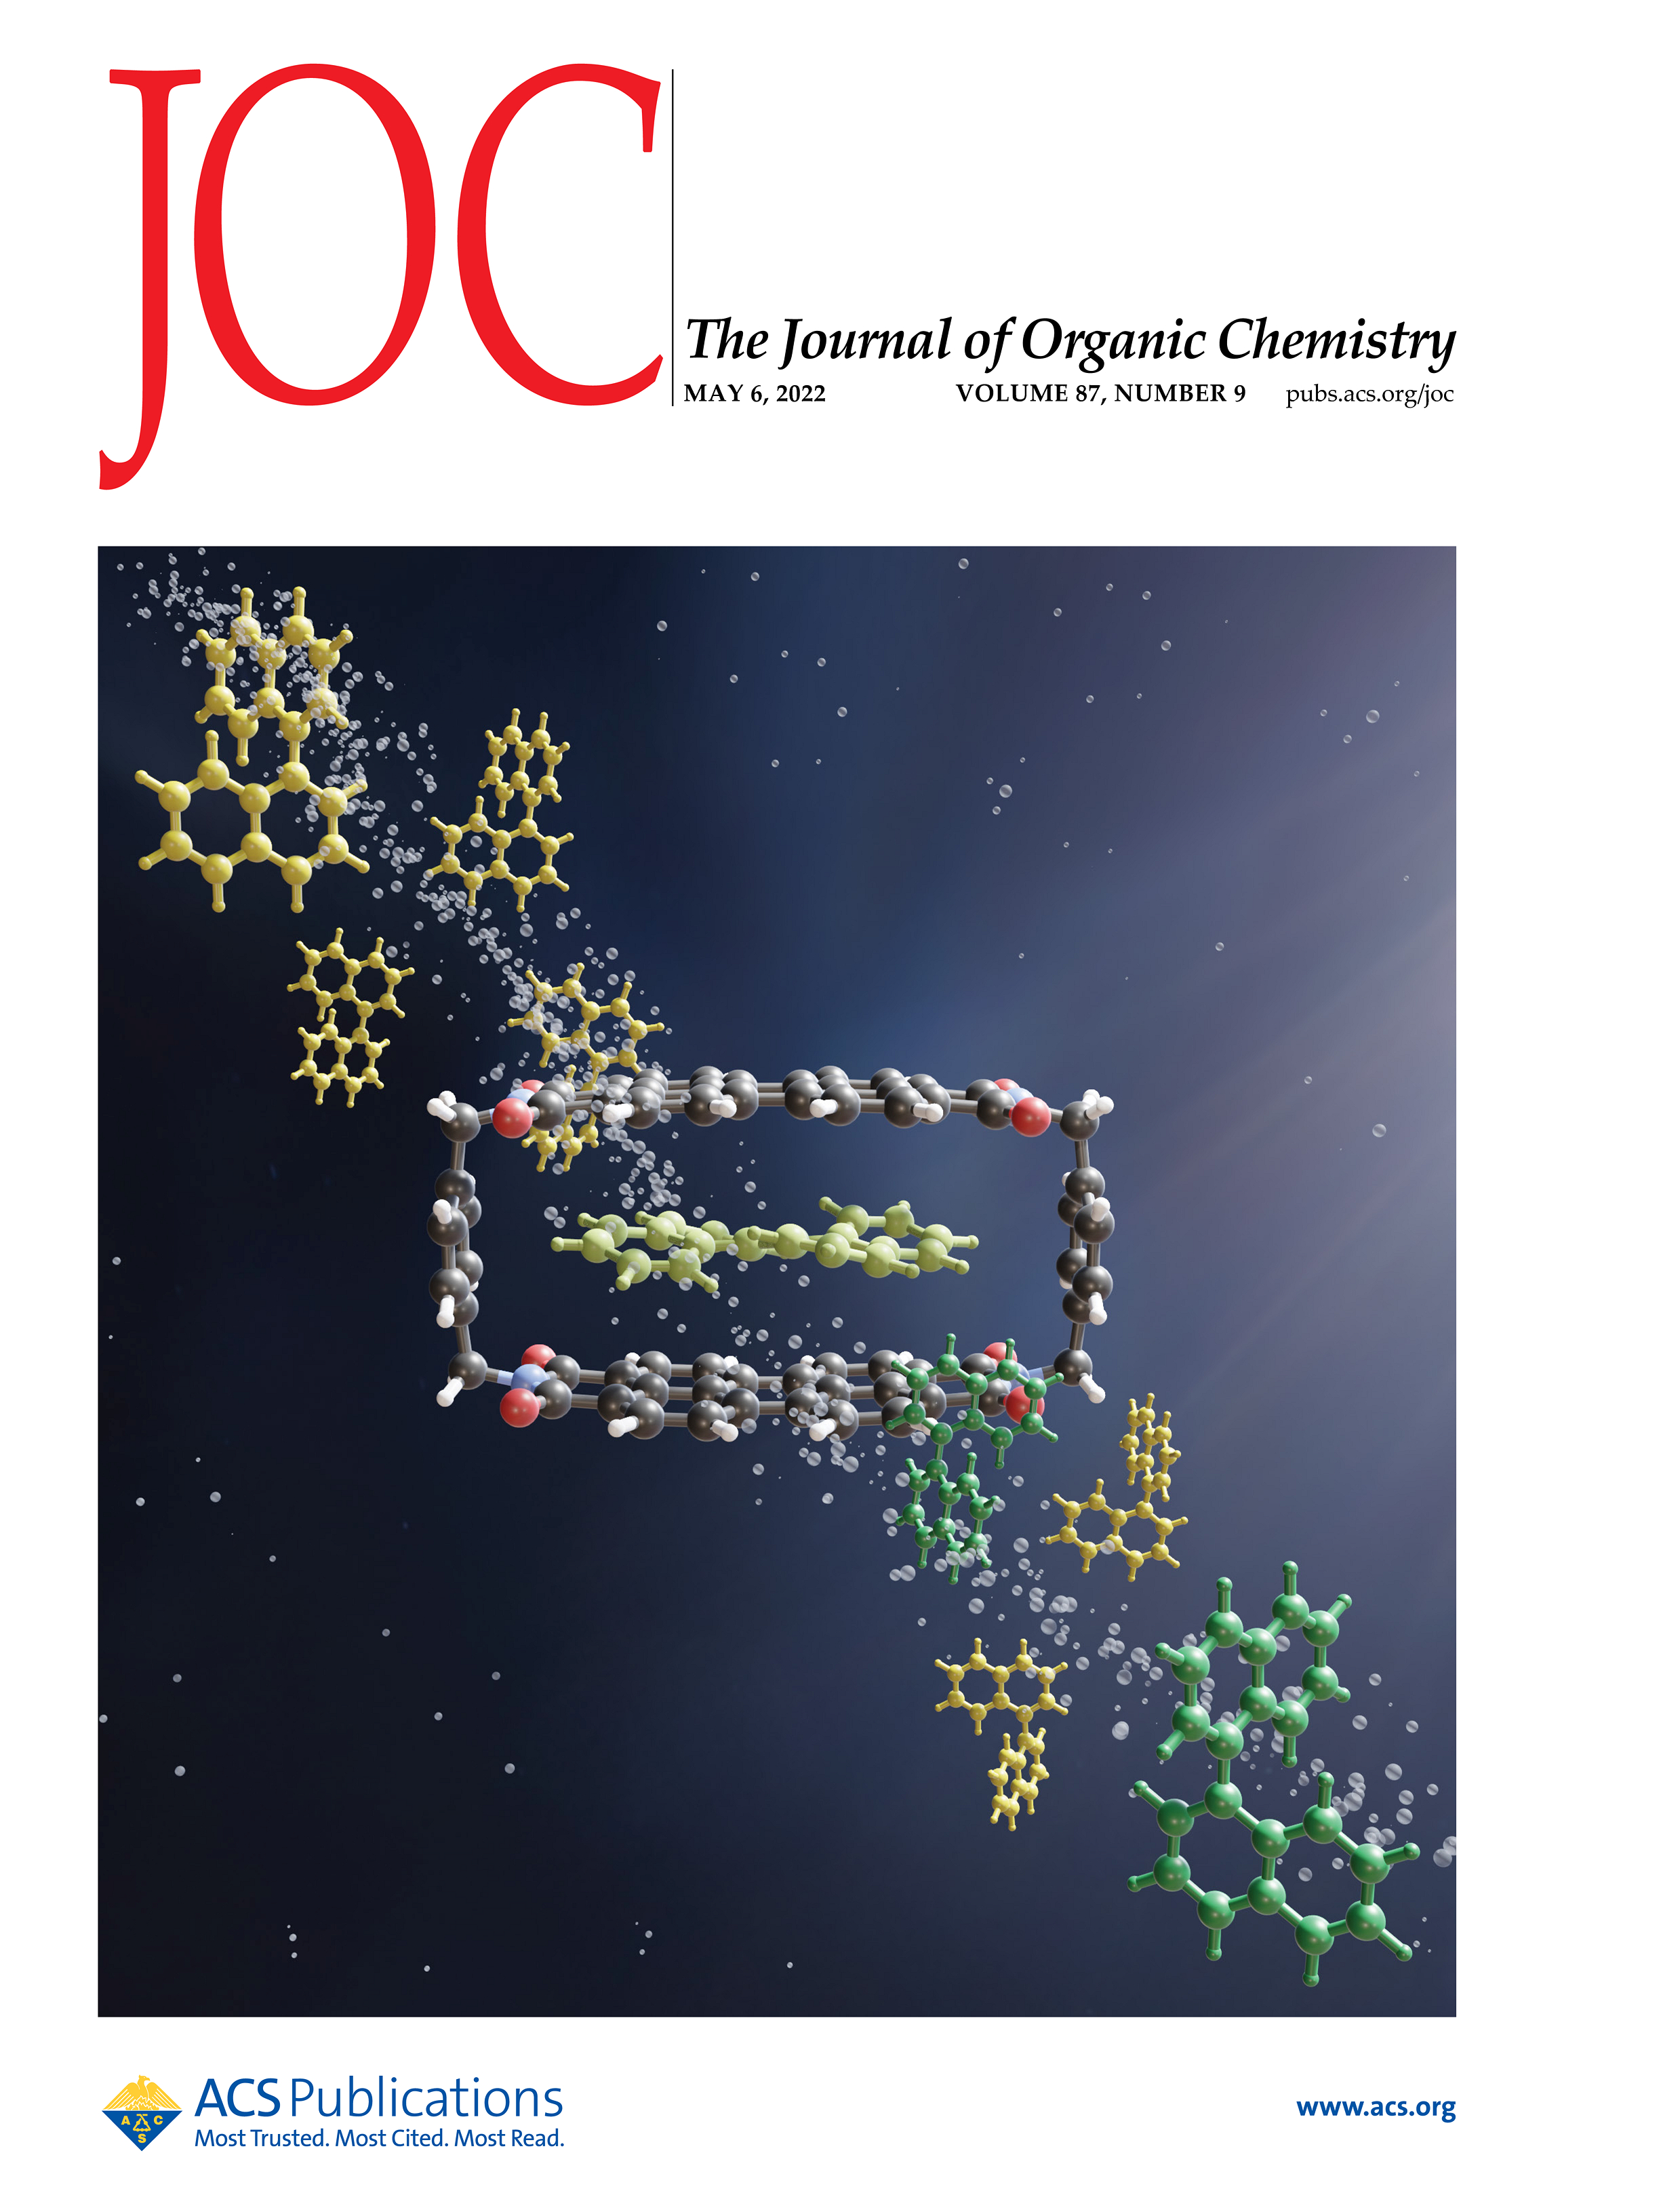 JOC
The Journal of Organic Chemistry
MAY 6, 2022 VOLUME 87, NUMBER 9 pubs.acs.org/joc
ACS Publications
Most Trusted. Most Cited. Most Read.
A C
S
www.acs.org